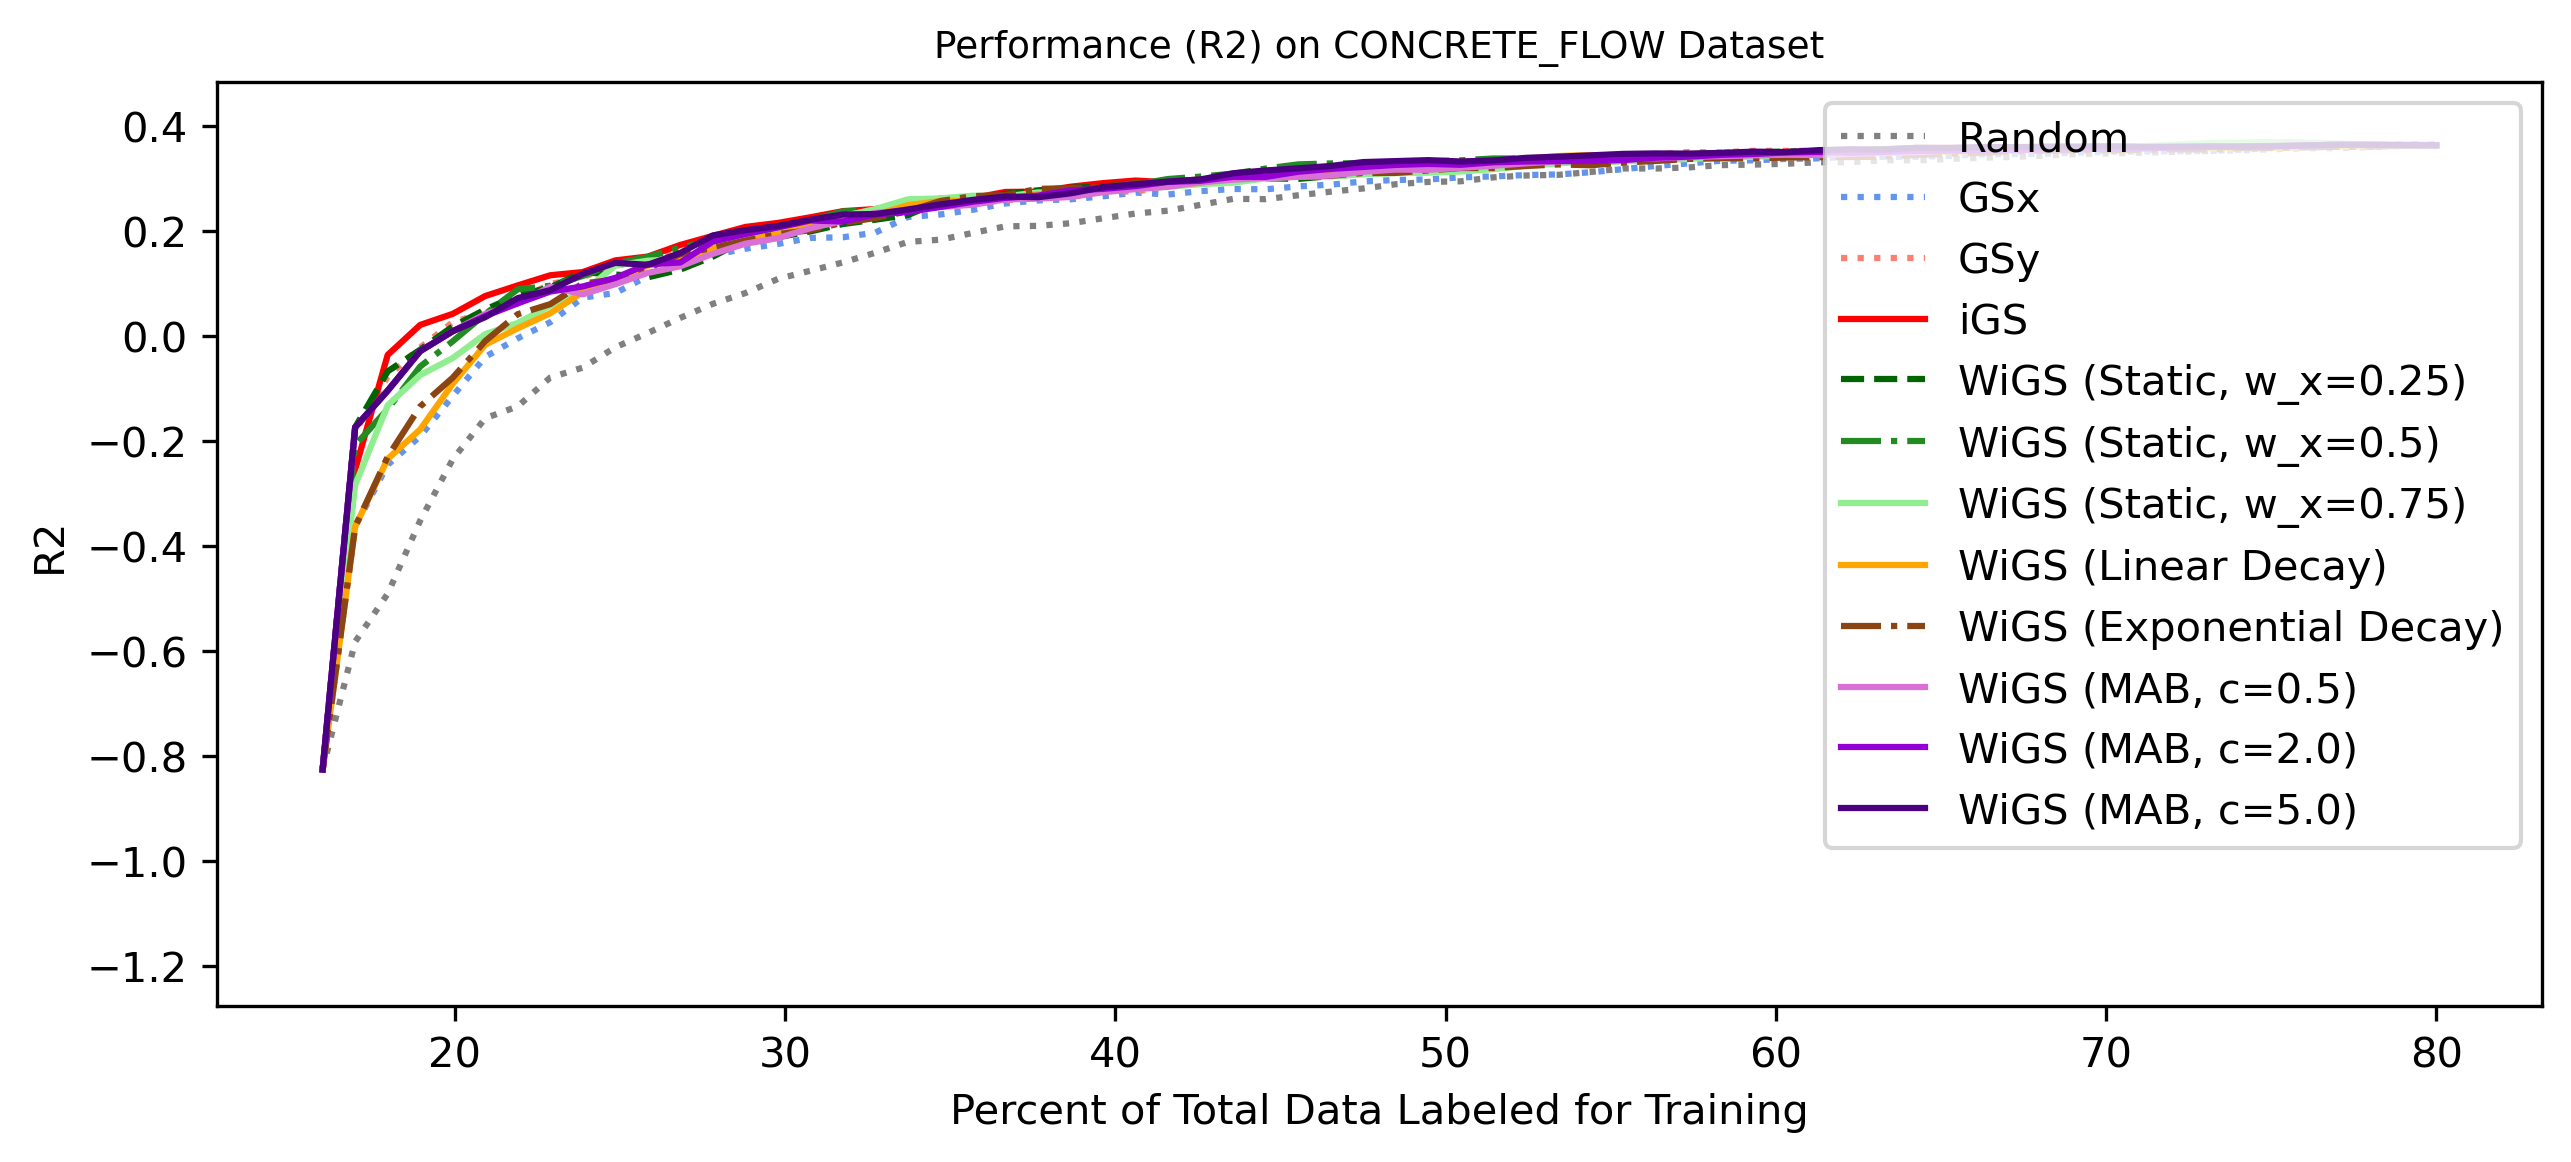 Performance (R2) on CONCRETE_FLOW Dataset
R2
0.4
0.2
0.0
−0.2
−0.4
−0.6
−0.8
−1.0
−1.2
20 30 40 50 60 70 80
Percent of Total Data Labeled for Training
Random
GSx
GSy
iGS
WiGS (Static, w_x=0.25)
WiGS (Static, w_x=0.5)
WiGS (Static, w_x=0.75)
WiGS (Linear Decay)
WiGS (Exponential Decay)
WiGS (MAB, c=0.5)
WiGS (MAB, c=2.0)
WiGS (MAB, c=5.0)